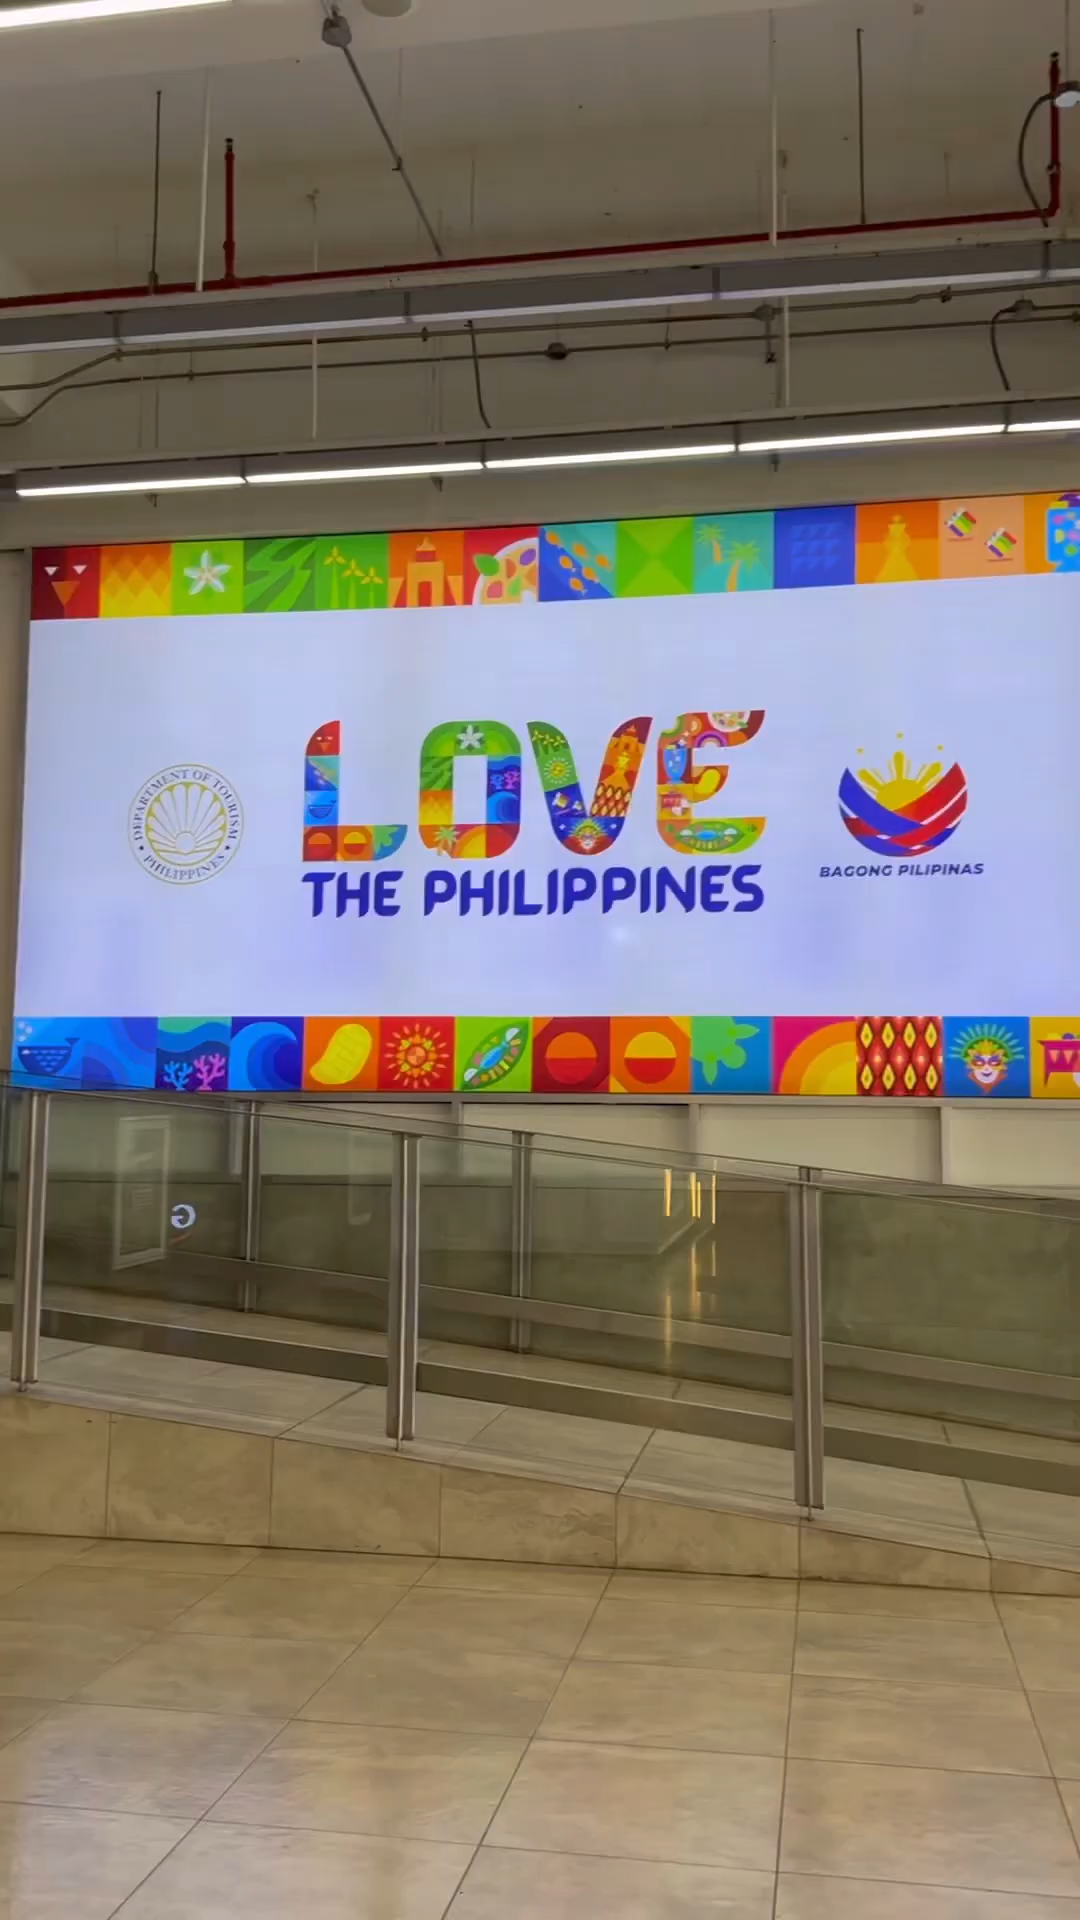 DEPARTMENT OF TOURISM
• PHILIPPINES •
LOVE
THE PHILIPPINES
BAGONG PILIPINAS
G